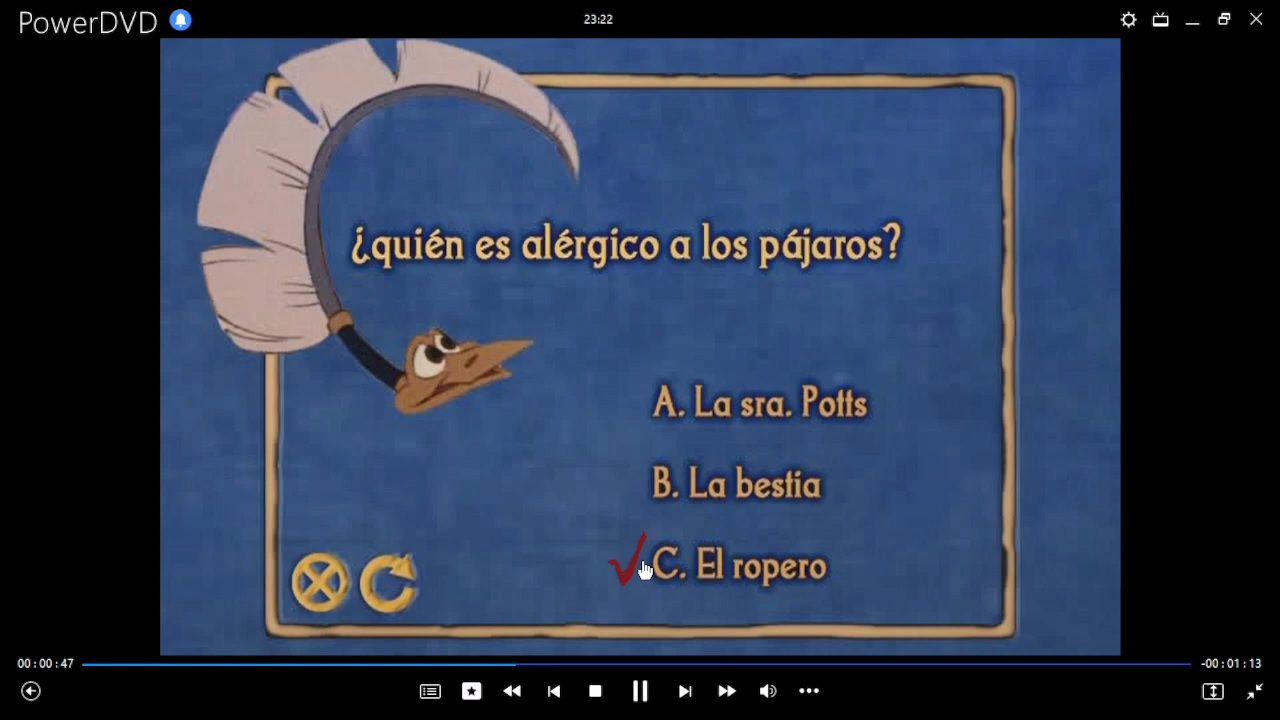 PowerDVD
23:22
¿quién es alérgico a los pájaros?
A. La sra. Potts
B. La bestia
C. El ropero
00:00:47
-00:01:13